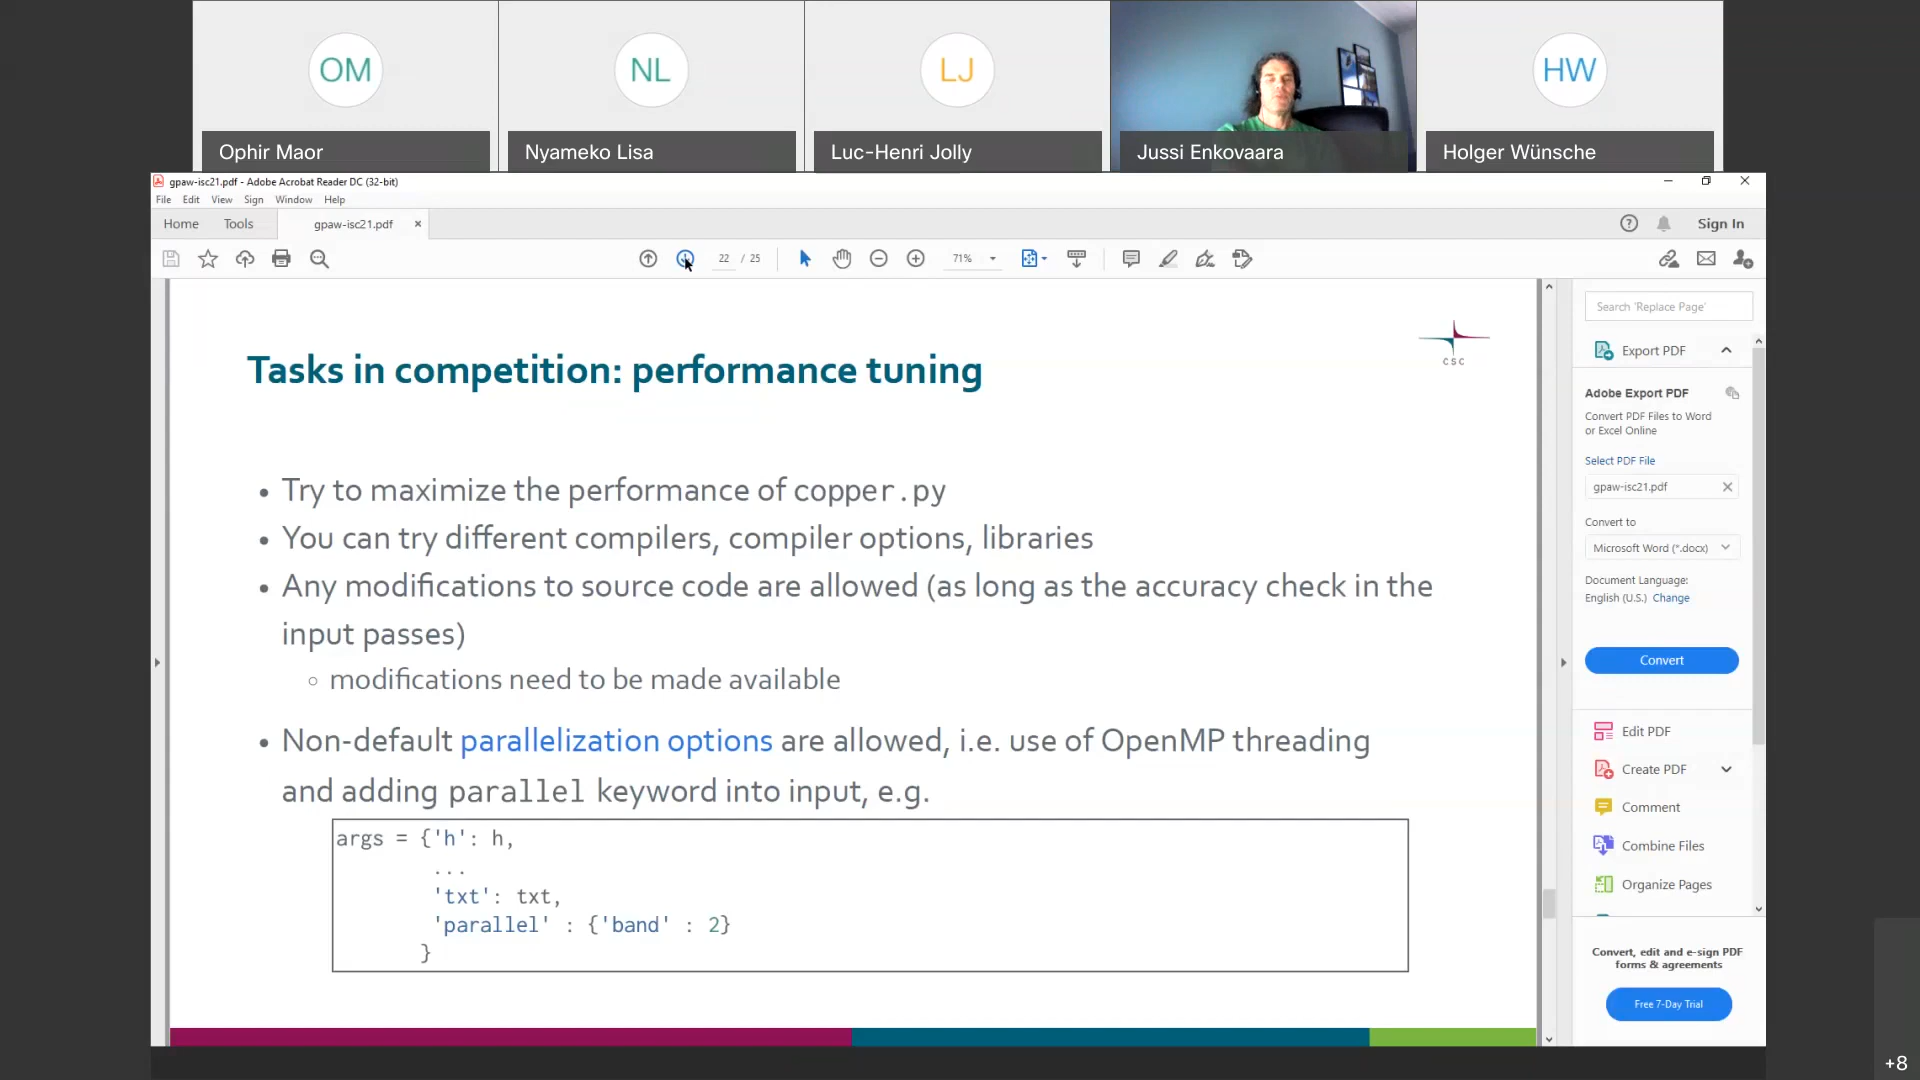 OM
NL
LJ
HW
Ophir Maor
Nyameko Lisa
Luc-Henri Jolly
Jussi Enkovaara
Holger Wünsche
gpaw-isc21.pdf - Adobe Acrobat Reader DC (32-bit)
File Edit View Sign Window Help
Home Tools gpaw-isc21.pdf × Sign In
22 / 25 71%
Search 'Replace Page'
CSC
Tasks in competition: performance tuning
• Try to maximize the performance of copper.py
• You can try different compilers, compiler options, libraries
• Any modifications to source code are allowed (as long as the accuracy check in the
input passes)
○ modifications need to be made available
• Non-default parallelization options are allowed, i.e. use of OpenMP threading
and adding parallel keyword into input, e.g.
args = {'h': h,
...
'txt': txt,
'parallel' : {'band' : 2}
}
Export PDF
Adobe Export PDF
Convert PDF Files to Word
or Excel Online
Select PDF File
gpaw-isc21.pdf
Convert to
Microsoft Word (*.docx)
Document Language:
English (U.S.) Change
Convert
Edit PDF
Create PDF
Comment
Combine Files
Organize Pages
Convert, edit and e-sign PDF
forms & agreements
Free 7-Day Trial
+8